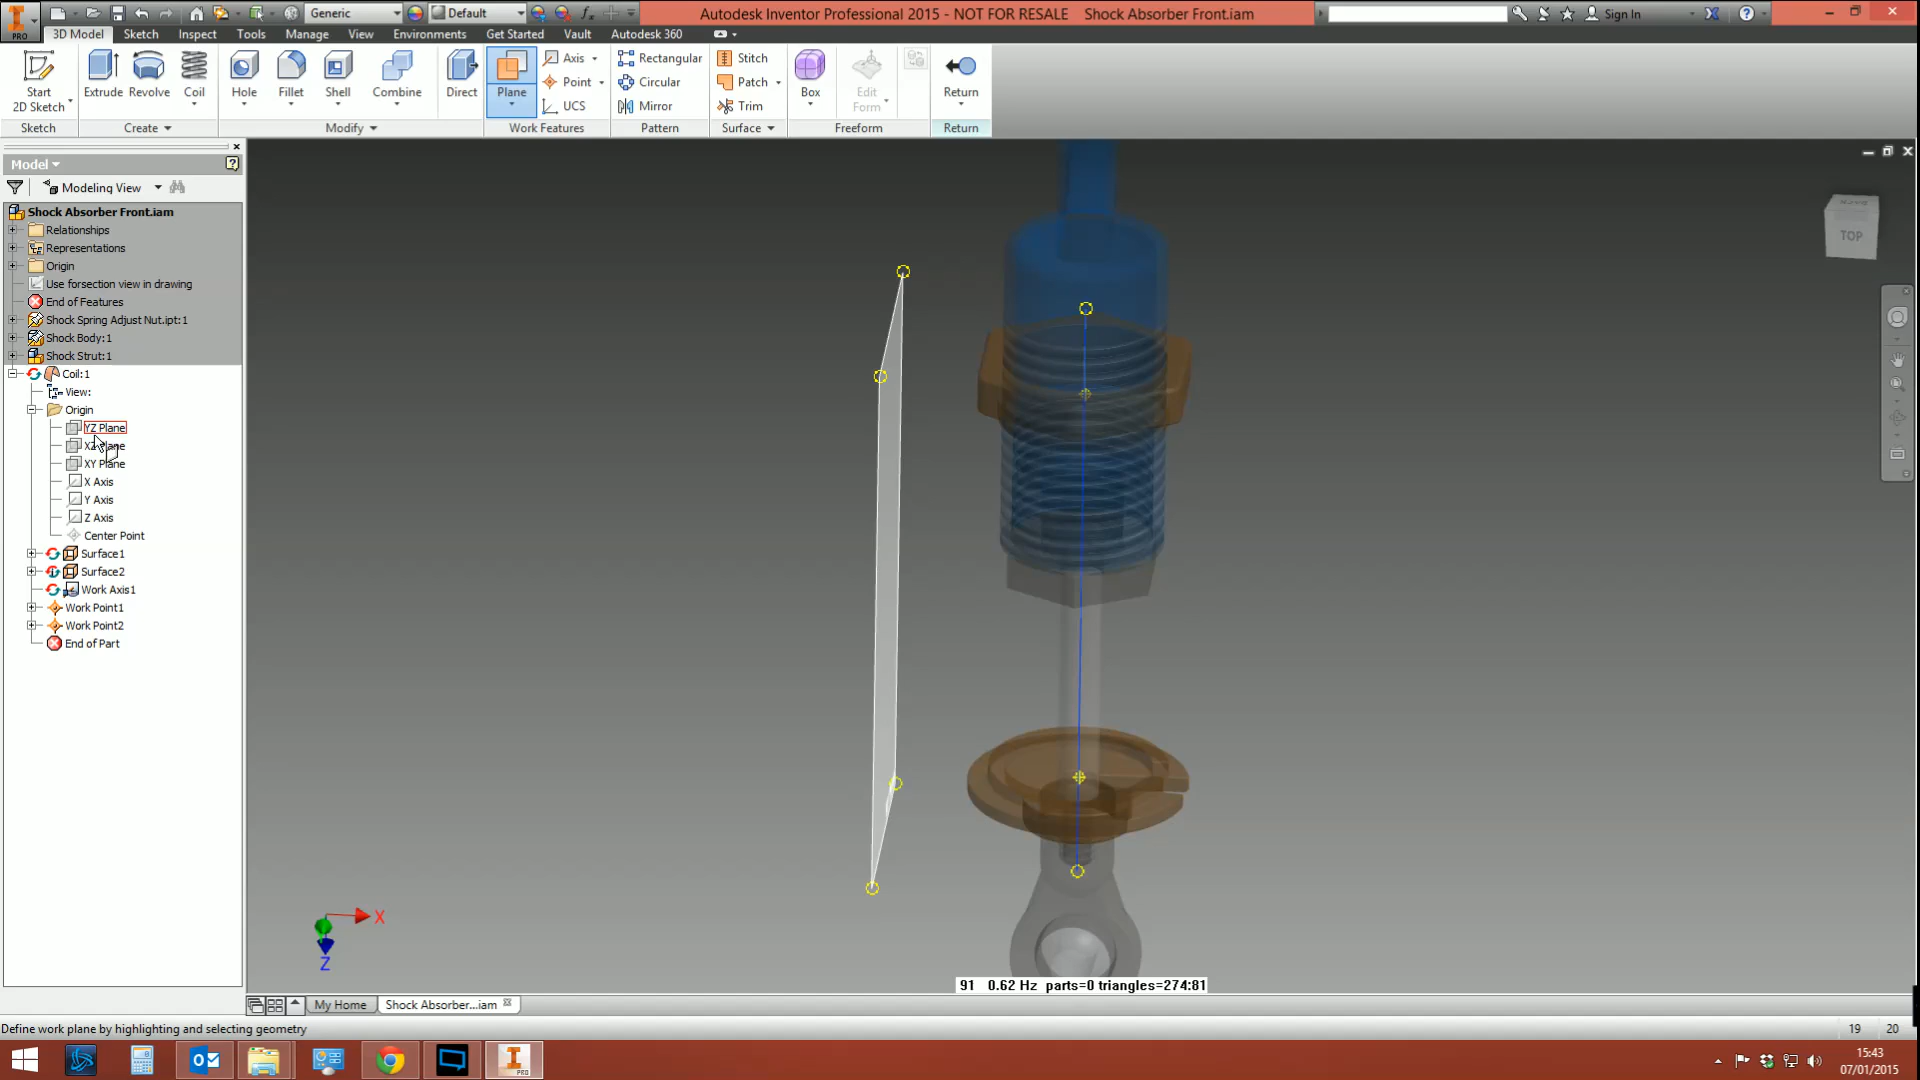 Generic
Default
Autodesk Inventor Professional 2015 - NOT FOR RESALE Shock Absorber Front.iam
Sign In
PRO
3D Model Sketch Inspect Tools Manage View Environments Get Started Vault Autodesk 360
Start
2D Sketch
Extrude Revolve Coil
Hole Fillet Shell Combine
Direct
Plane
Axis
Point
UCS
Rectangular
Circular
Mirror
Stitch
Patch
Trim
Box
Edit
Form
Return
Sketch Create Modify Work Features Pattern Surface Freeform Return
Model
Modeling View
Shock Absorber Front.iam
Relationships
Representations
Origin
Use forsection view in drawing
End of Features
Shock Spring Adjust Nut.ipt:1
Shock Body:1
Shock Strut:1
Coil:1
View:
Origin
YZ Plane
XZ Plane
XY Plane
X Axis
Y Axis
Z Axis
Center Point
Surface1
Surface2
Work Axis1
Work Point1
Work Point2
End of Part
TOP
X
Z
91 0.62 Hz parts=0 triangles=274:81
My Home Shock Absorber...iam
Define work plane by highlighting and selecting geometry
19 20
PRO
15:43
07/01/2015